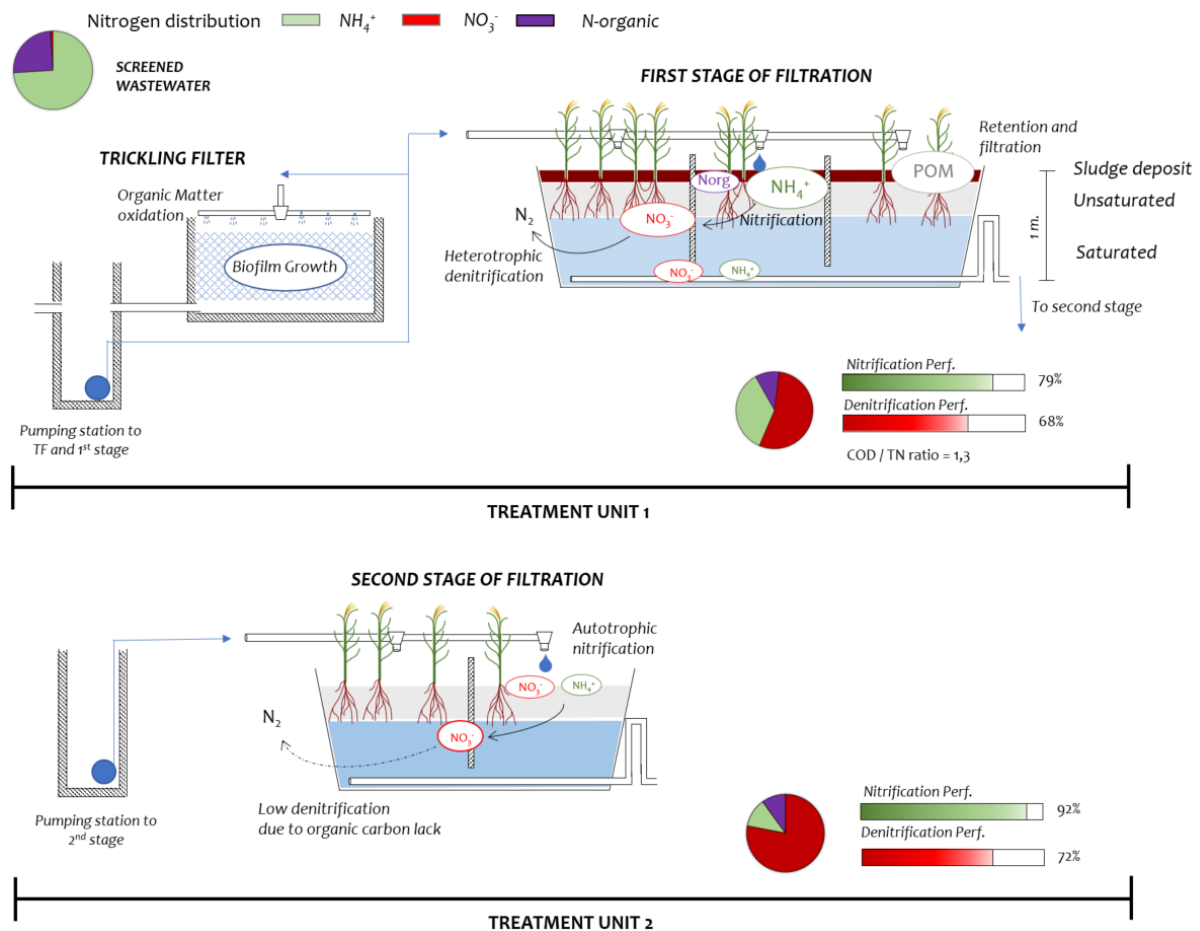 Nitrogen distribution
NH₄⁺
NO₃⁻
N-organic
SCREENED
WASTEWATER
FIRST STAGE OF FILTRATION
Retention and
filtration
TRICKLING FILTER
Organic Matter
oxidation
Biofilm Growth
Pumping station to
TF and 1ˢᵗ stage
POM
Norg
NH₄⁺
NO₃⁻
Nitrification
N₂
Heterotrophic
denitrification
NO₃⁻
NH₄⁺
Sludge deposit
Unsaturated
1 m.
Saturated
To second stage
Nitrification Perf.
79%
Denitrification Perf.
68%
COD / TN ratio = 1,3
TREATMENT UNIT 1
SECOND STAGE OF FILTRATION
Autotrophic
nitrification
NO₃⁻
NH₄⁺
N₂
NO₃⁻
Low denitrification
due to organic carbon lack
Pumping station to
2ⁿᵈ stage
Nitrification Perf.
92%
Denitrification Perf.
72%
TREATMENT UNIT 2